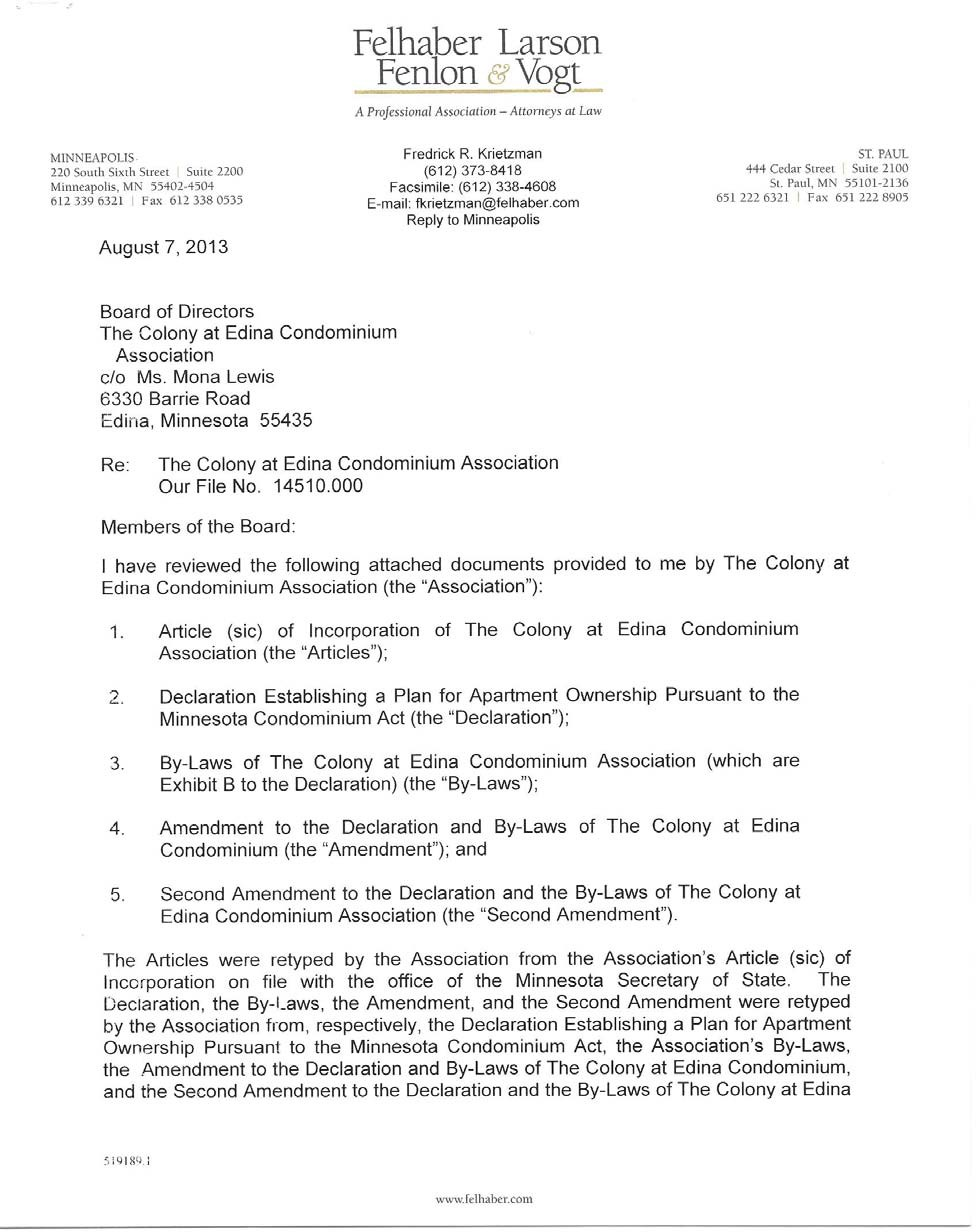 Felhaber Larson
Fenlon & Vogt
A Professional Association – Attorneys at Law
MINNEAPOLIS
220 South Sixth Street | Suite 2200
Minneapolis, MN 55402-4504
612 339 6321 | Fax 612 338 0535
Fredrick R. Krietzman
(612) 373-8418
Facsimile: (612) 338-4608
E-mail: fkrietzman@felhaber.com
Reply to Minneapolis
ST. PAUL
444 Cedar Street | Suite 2100
St. Paul, MN 55101-2136
651 222 6321 | Fax 651 222 8905
August 7, 2013
Board of Directors
The Colony at Edina Condominium
Association
c/o Ms. Mona Lewis
6330 Barrie Road
Edina, Minnesota 55435
Re: The Colony at Edina Condominium Association
Our File No. 14510.000
Members of the Board:
I have reviewed the following attached documents provided to me by The Colony at
Edina Condominium Association (the “Association”):
1. Article (sic) of Incorporation of The Colony at Edina Condominium
Association (the “Articles”);
2. Declaration Establishing a Plan for Apartment Ownership Pursuant to the
Minnesota Condominium Act (the “Declaration”);
3. By-Laws of The Colony at Edina Condominium Association (which are
Exhibit B to the Declaration) (the “By-Laws”);
4. Amendment to the Declaration and By-Laws of The Colony at Edina
Condominium (the “Amendment”); and
5. Second Amendment to the Declaration and the By-Laws of The Colony at
Edina Condominium Association (the “Second Amendment”).
The Articles were retyped by the Association from the Association’s Article (sic) of
Incorporation on file with the office of the Minnesota Secretary of State. The
Declaration, the By-Laws, the Amendment, and the Second Amendment were retyped
by the Association from, respectively, the Declaration Establishing a Plan for Apartment
Ownership Pursuant to the Minnesota Condominium Act, the Association’s By-Laws,
the Amendment to the Declaration and By-Laws of The Colony at Edina Condominium,
and the Second Amendment to the Declaration and the By-Laws of The Colony at Edina
519189.1
www.felhaber.com